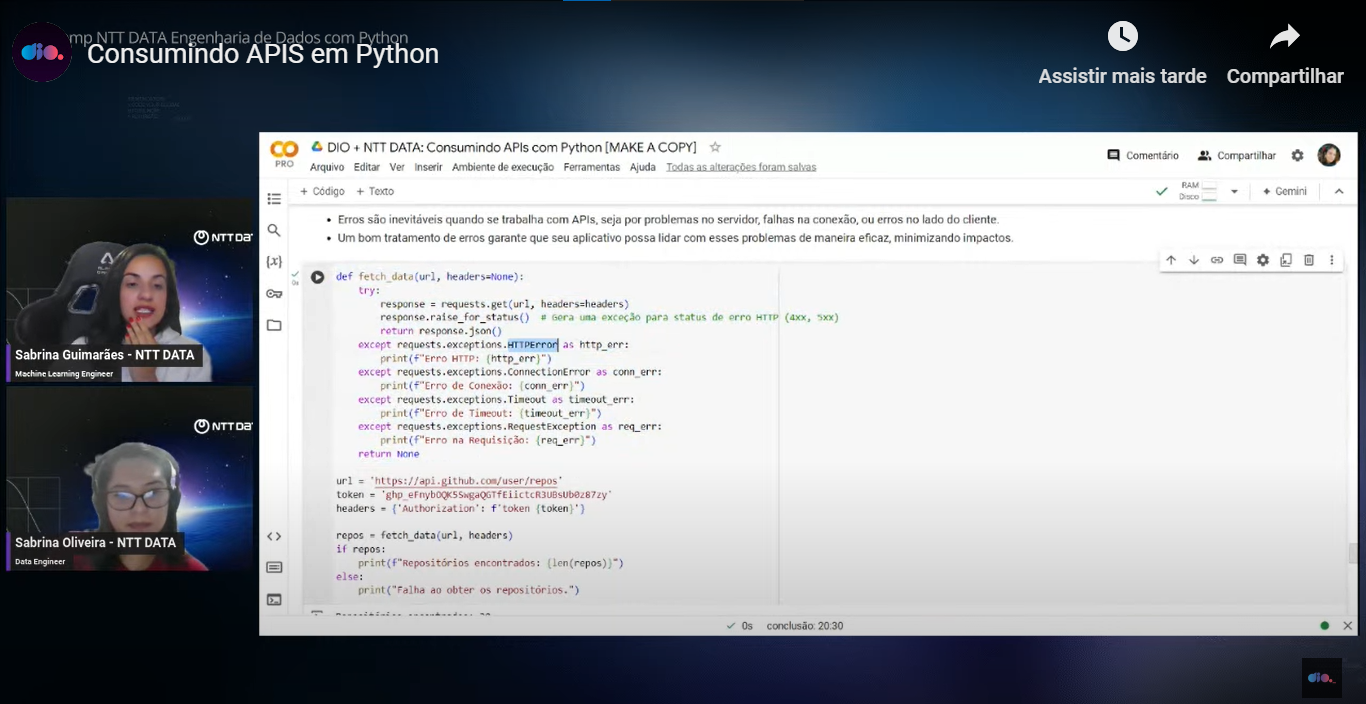 mp NTT DATA Engenharia de Dados com Python
dio.
Consumindo APIS em Python
Assistir mais tarde
Compartilhar
CO
PRO
DIO + NTT DATA: Consumindo APIs com Python [MAKE A COPY]
Arquivo Editar Ver Inserir Ambiente de execução Ferramentas Ajuda Todas as alterações foram salvas
Comentário
Compartilhar
+ Código + Texto
RAM
Disco
Gemini
• Erros são inevitáveis quando se trabalha com APIs, seja por problemas no servidor, falhas na conexão, ou erros no lado do cliente.
• Um bom tratamento de erros garante que seu aplicativo possa lidar com esses problemas de maneira eficaz, minimizando impactos.
{x}
0s
def fetch_data(url, headers=None):
try:
response = requests.get(url, headers=headers)
response.raise_for_status() # Gera uma exceção para status de erro HTTP (4xx, 5xx)
return response.json()
except requests.exceptions.HTTPError as http_err:
print(f"Erro HTTP: {http_err}")
except requests.exceptions.ConnectionError as conn_err:
print(f"Erro de Conexão: {conn_err}")
except requests.exceptions.Timeout as timeout_err:
print(f"Erro de Timeout: {timeout_err}")
except requests.exceptions.RequestException as req_err:
print(f"Erro na Requisição: {req_err}")
return None
url = 'https://api.github.com/user/repos'
token =
headers = {'Authorization': f'token {token}'}
repos = fetch_data(url, headers)
if repos:
print(f"Repositórios encontrados: {len(repos)}")
else:
print("Falha ao obter os repositórios.")
0s conclusão: 20:30
NTT DAT
Sabrina Guimarães - NTT DATA
Machine Learning Engineer
NTT DAT
Sabrina Oliveira - NTT DATA
Data Engineer
dio.